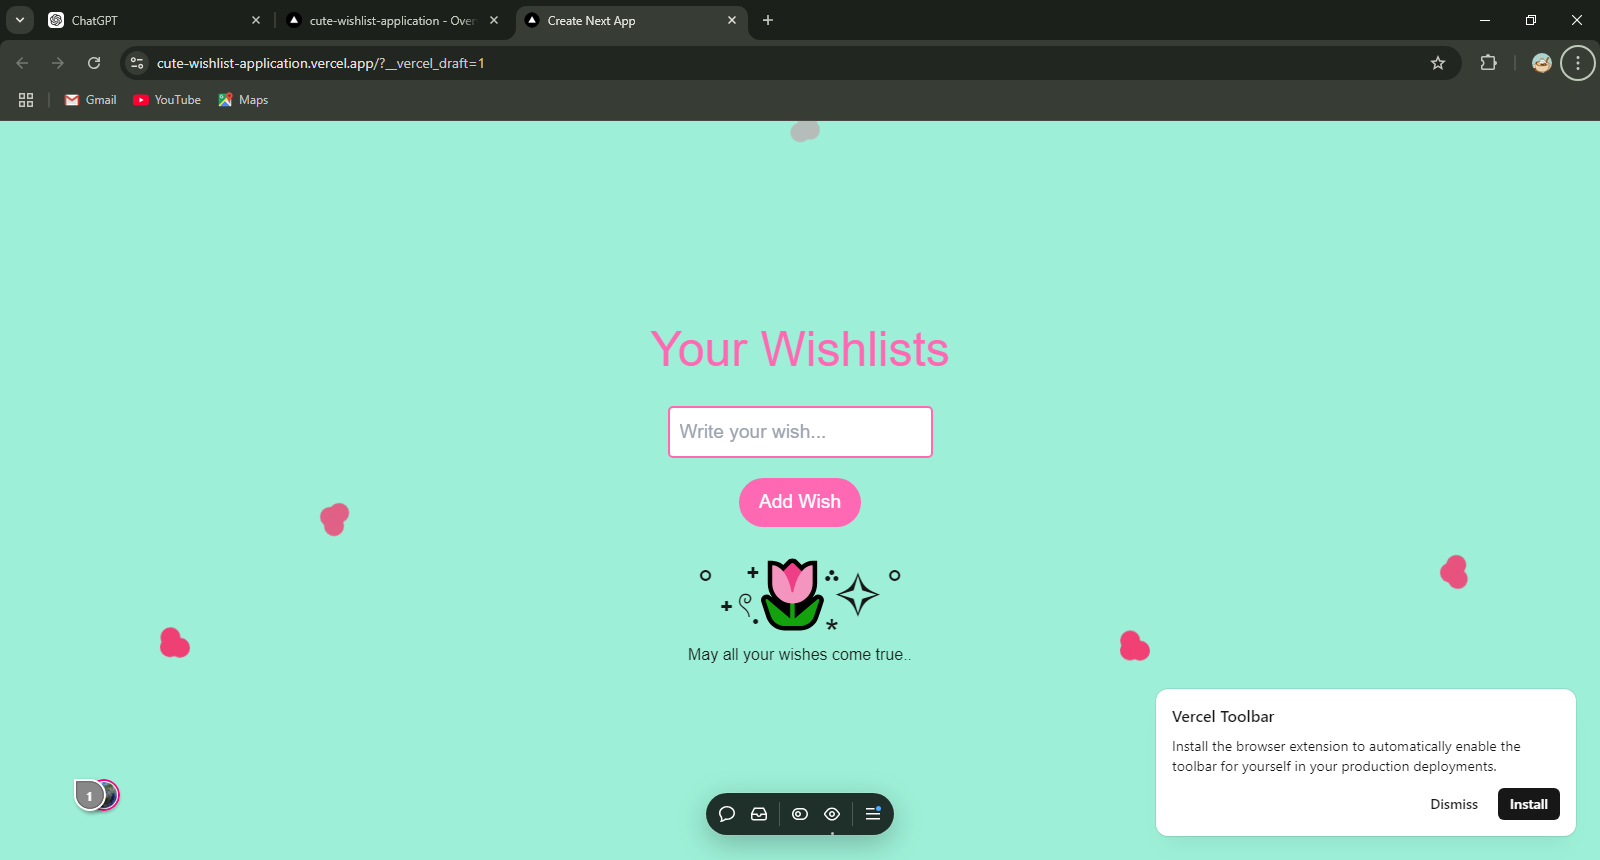 ChatGPT
cute-wishlist-application - Over
Create Next App
cute-wishlist-application.vercel.app/?__vercel_draft=1
Gmail
YouTube
Maps
Your Wishlists
Write your wish...
Add Wish
May all your wishes come true..
Vercel Toolbar
Install the browser extension to automatically enable the
toolbar for yourself in your production deployments.
Dismiss
Install
1